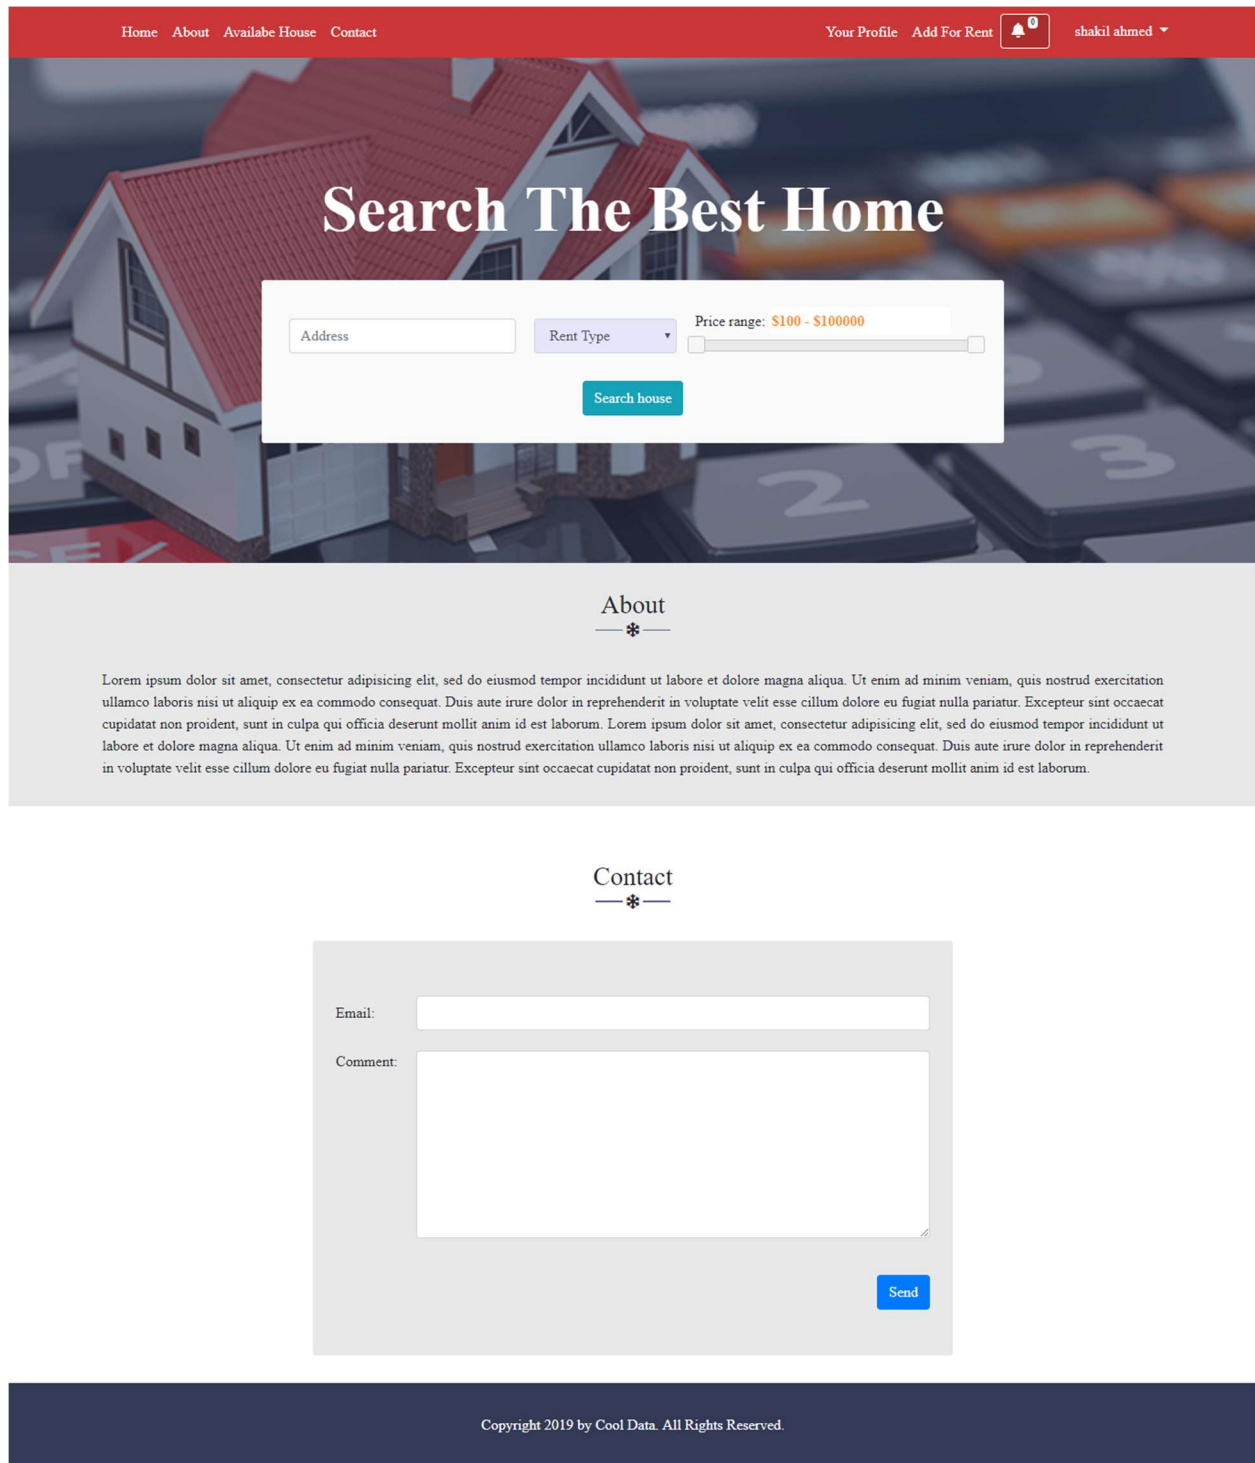 Home About Availabe House Contact Your Profile Add For Rent 0 shakil ahmed
Search The Best Home
Address Rent Type Price range: $100 - $100000
Search house
OF
2
3
CE/
About
Lorem ipsum dolor sit amet, consectetur adipisicing elit, sed do eiusmod tempor incididunt ut labore et dolore magna aliqua. Ut enim ad minim veniam, quis nostrud exercitation
ullamco laboris nisi ut aliquip ex ea commodo consequat. Duis aute irure dolor in reprehenderit in voluptate velit esse cillum dolore eu fugiat nulla pariatur. Excepteur sint occaecat
cupidatat non proident, sunt in culpa qui officia deserunt mollit anim id est laborum. Lorem ipsum dolor sit amet, consectetur adipisicing elit, sed do eiusmod tempor incididunt ut
labore et dolore magna aliqua. Ut enim ad minim veniam, quis nostrud exercitation ullamco laboris nisi ut aliquip ex ea commodo consequat. Duis aute irure dolor in reprehenderit
in voluptate velit esse cillum dolore eu fugiat nulla pariatur. Excepteur sint occaecat cupidatat non proident, sunt in culpa qui officia deserunt mollit anim id est laborum.
Contact
Email:
Comment:
Send
Copyright 2019 by Cool Data. All Rights Reserved.